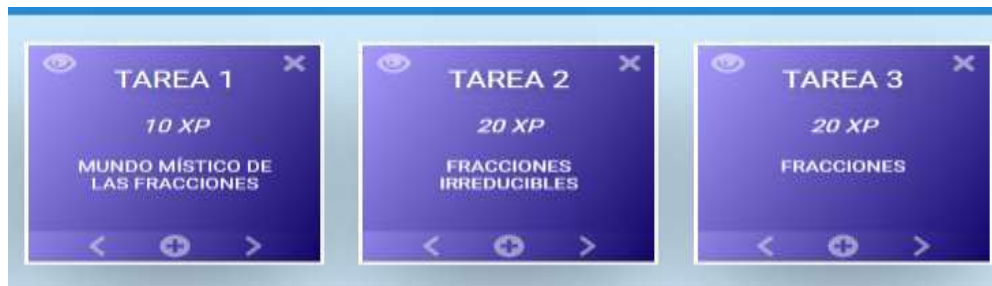 TAREA 1
10 XP
MUNDO MÍSTICO DE
LAS FRACCIONES
TAREA 2
20 XP
FRACCIONES
IRREDUCIBLES
TAREA 3
20 XP
FRACCIONES